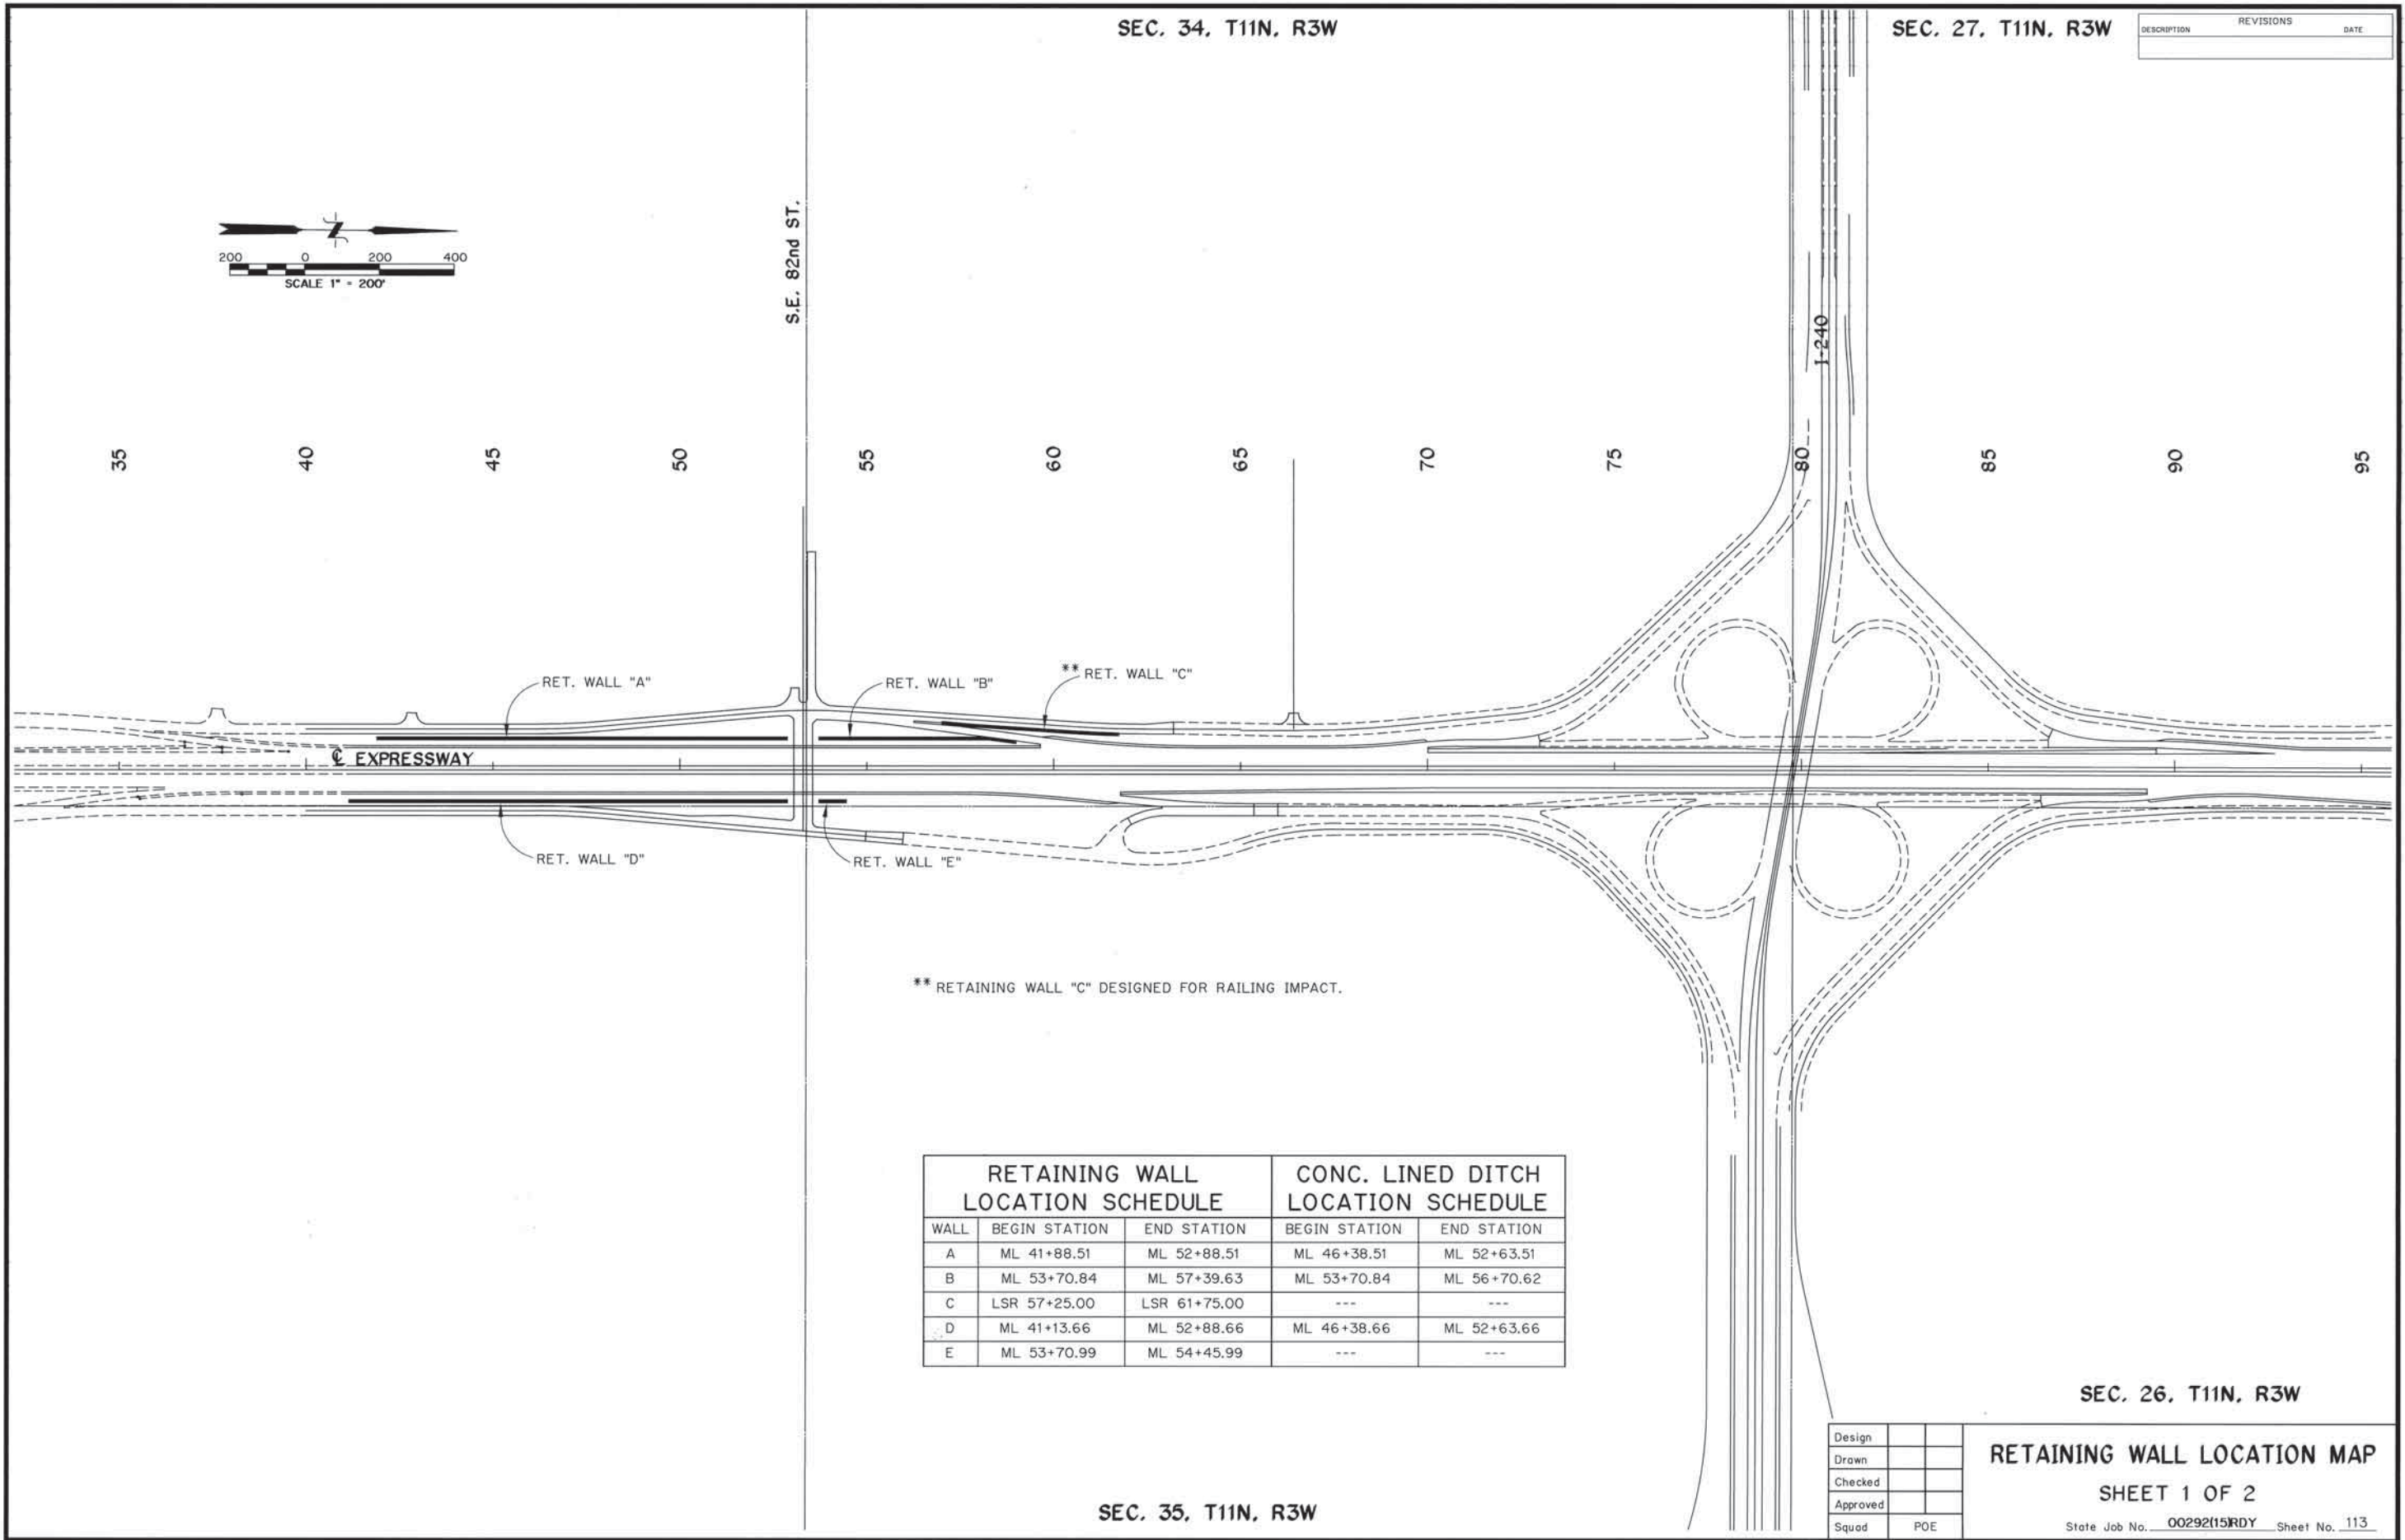 SEC. 34, T11N, R3W
SEC. 27, T11N, R3W
REVISIONS
DESCRIPTION DATE
200 0 200 400
SCALE 1" = 200'
S.E. 82nd ST.
I-240
35 40 45 50 55 60 65 70 75 80 85 90 95
RET. WALL "A"
RET. WALL "B"
** RET. WALL "C"
℄ EXPRESSWAY
RET. WALL "D"
RET. WALL "E"
** RETAINING WALL "C" DESIGNED FOR RAILING IMPACT.
RETAINING WALL
LOCATION SCHEDULE
CONC. LINED DITCH
LOCATION SCHEDULE
WALL BEGIN STATION END STATION BEGIN STATION END STATION
A ML 41+88.51 ML 52+88.51 ML 46+38.51 ML 52+63.51
B ML 53+70.84 ML 57+39.63 ML 53+70.84 ML 56+70.62
C LSR 57+25.00 LSR 61+75.00 --- ---
D ML 41+13.66 ML 52+88.66 ML 46+38.66 ML 52+63.66
E ML 53+70.99 ML 54+45.99 --- ---
SEC. 26, T11N, R3W
SEC. 35, T11N, R3W
Design
Drawn
Checked
Approved
Squad POE
RETAINING WALL LOCATION MAP
SHEET 1 OF 2
State Job No. 00292(15)RDY Sheet No. 113